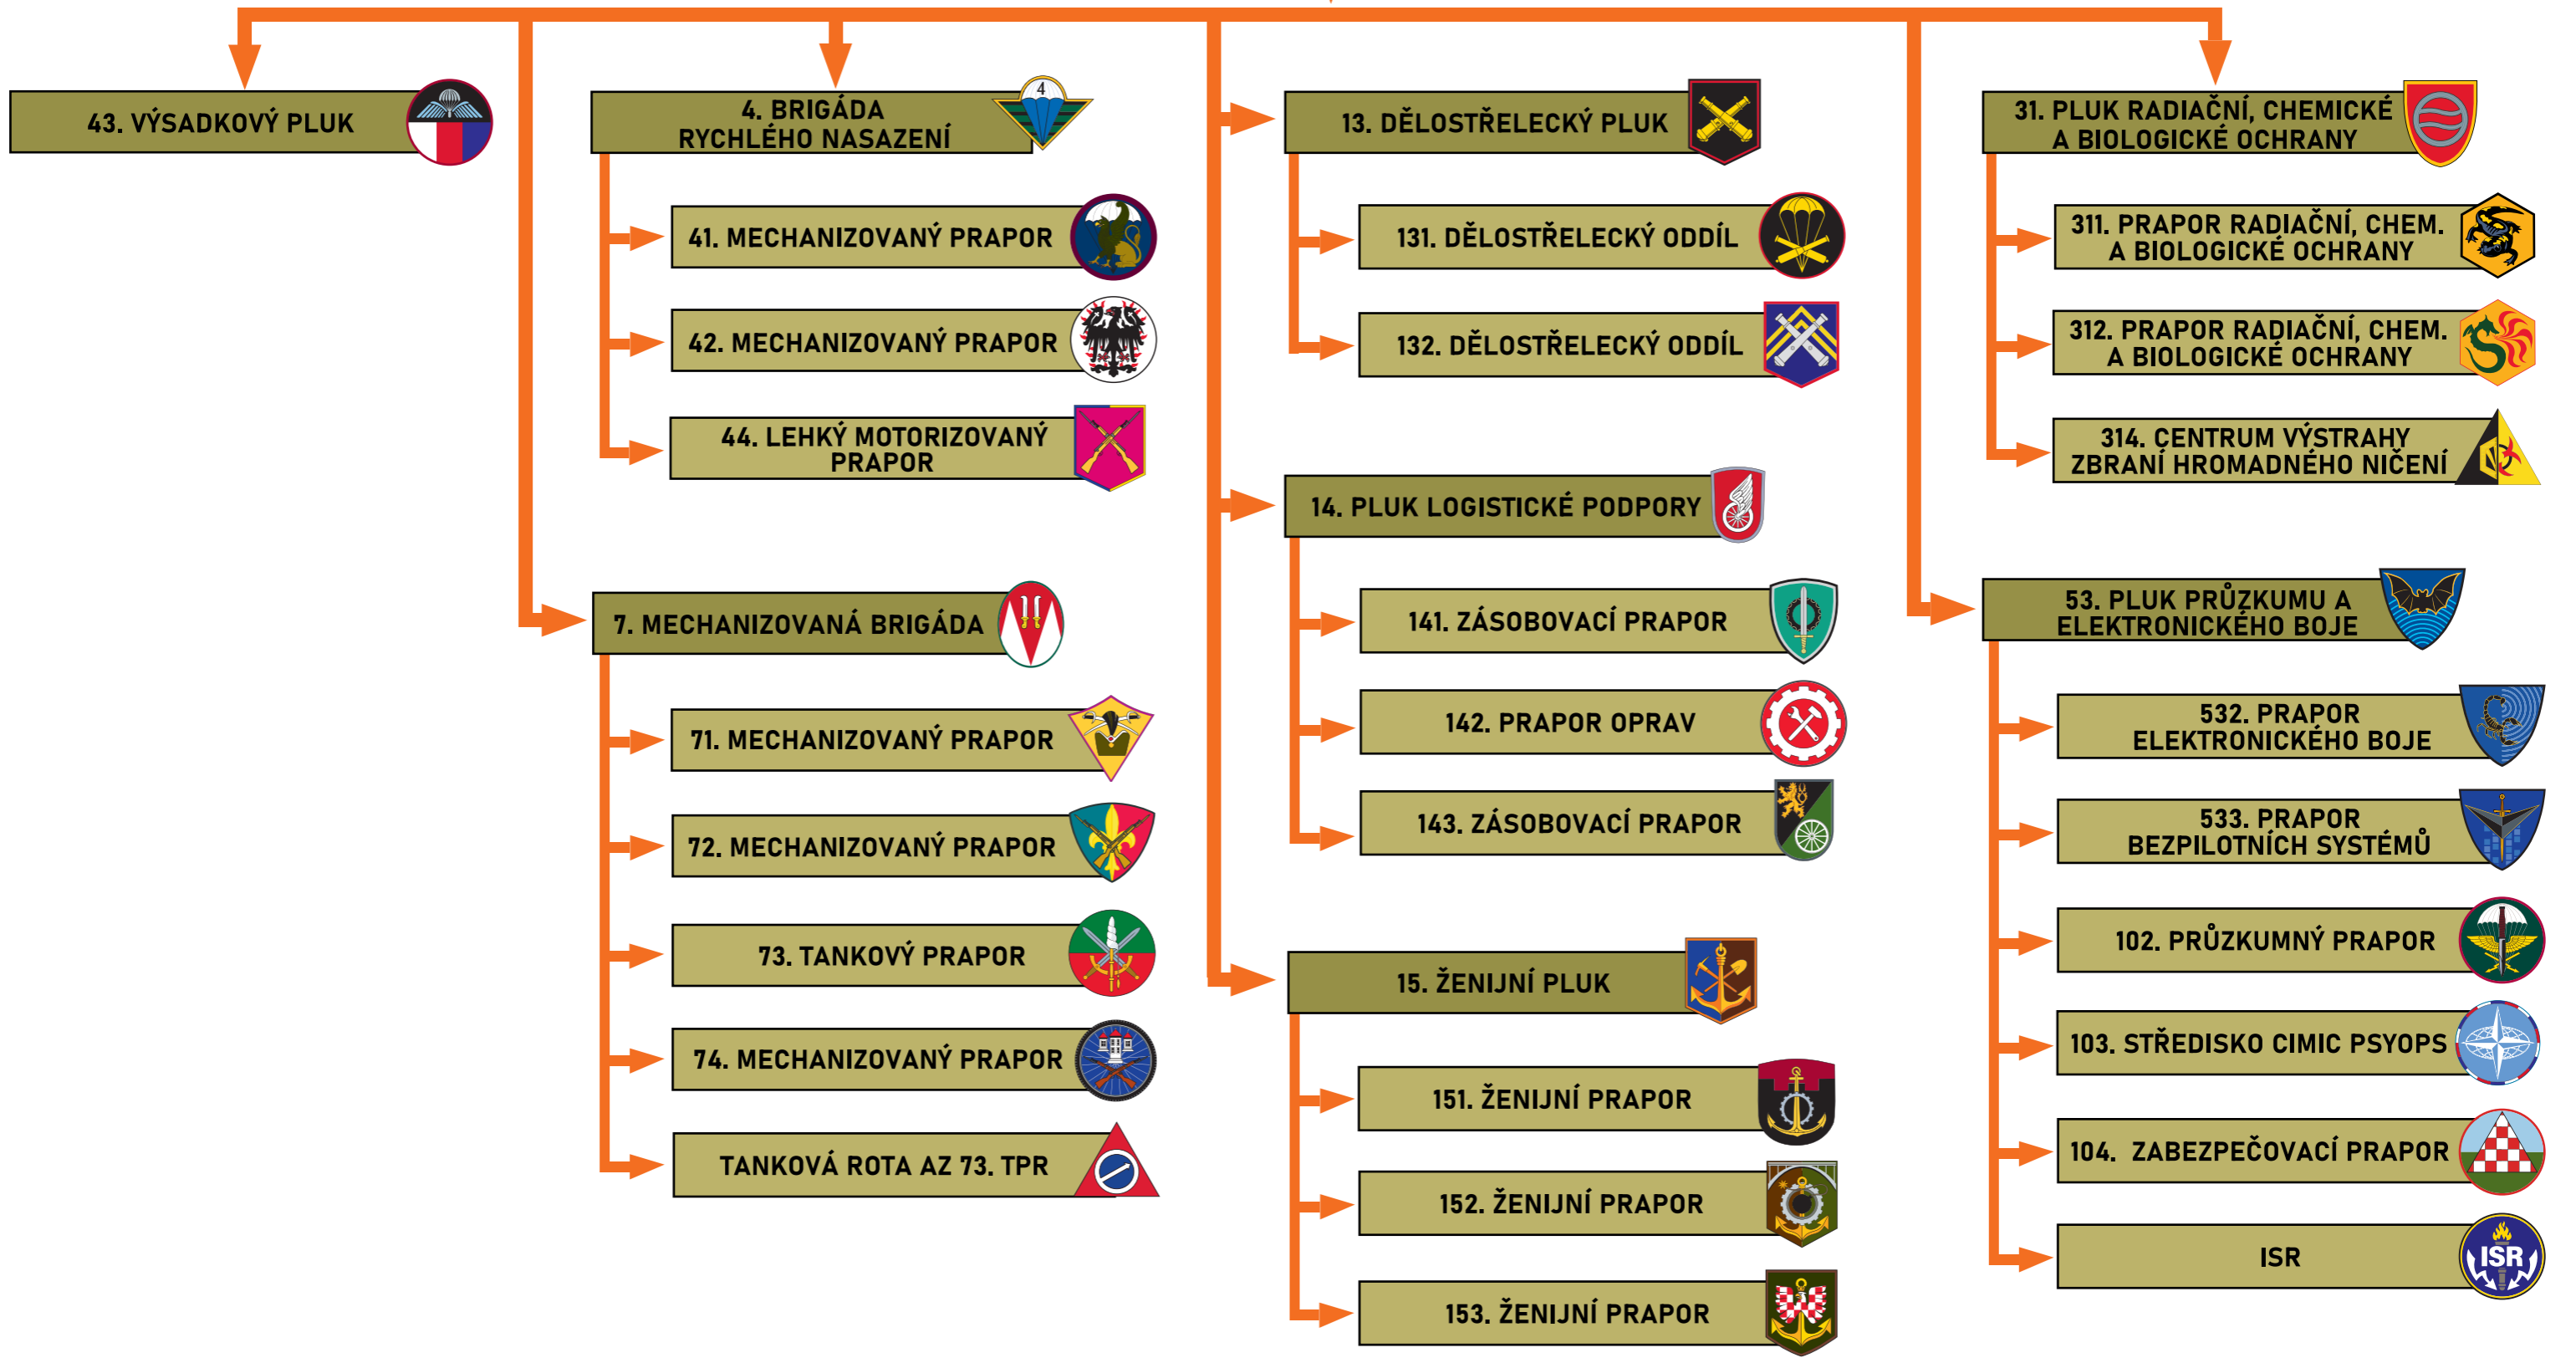 43. VÝSADKOVÝ PLUK
4
4. BRIGÁDA
RYCHLÉHO NASAZENÍ
41. MECHANIZOVANÝ PRAPOR
42. MECHANIZOVANÝ PRAPOR
44. LEHKÝ MOTORIZOVANÝ
PRAPOR
7. MECHANIZOVANÁ BRIGÁDA
71. MECHANIZOVANÝ PRAPOR
72. MECHANIZOVANÝ PRAPOR
73. TANKOVÝ PRAPOR
74. MECHANIZOVANÝ PRAPOR
TANKOVÁ ROTA AZ 73. TPR
13. DĚLOSTŘELECKÝ PLUK
131. DĚLOSTŘELECKÝ ODDÍL
132. DĚLOSTŘELECKÝ ODDÍL
14. PLUK LOGISTICKÉ PODPORY
141. ZÁSOBOVACÍ PRAPOR
142. PRAPOR OPRAV
143. ZÁSOBOVACÍ PRAPOR
15. ŽENIJNÍ PLUK
151. ŽENIJNÍ PRAPOR
152. ŽENIJNÍ PRAPOR
153. ŽENIJNÍ PRAPOR
31. PLUK RADIAČNÍ, CHEMICKÉ
A BIOLOGICKÉ OCHRANY
311. PRAPOR RADIAČNÍ, CHEM.
A BIOLOGICKÉ OCHRANY
312. PRAPOR RADIAČNÍ, CHEM.
A BIOLOGICKÉ OCHRANY
314. CENTRUM VÝSTRAHY
ZBRANÍ HROMADNÉHO NIČENÍ
53. PLUK PRŮZKUMU A
ELEKTRONICKÉHO BOJE
532. PRAPOR
ELEKTRONICKÉHO BOJE
533. PRAPOR
BEZPILOTNÍCH SYSTÉMŮ
102. PRŮZKUMNÝ PRAPOR
103. STŘEDISKO CIMIC PSYOPS
104. ZABEZPEČOVACÍ PRAPOR
ISR
ISR